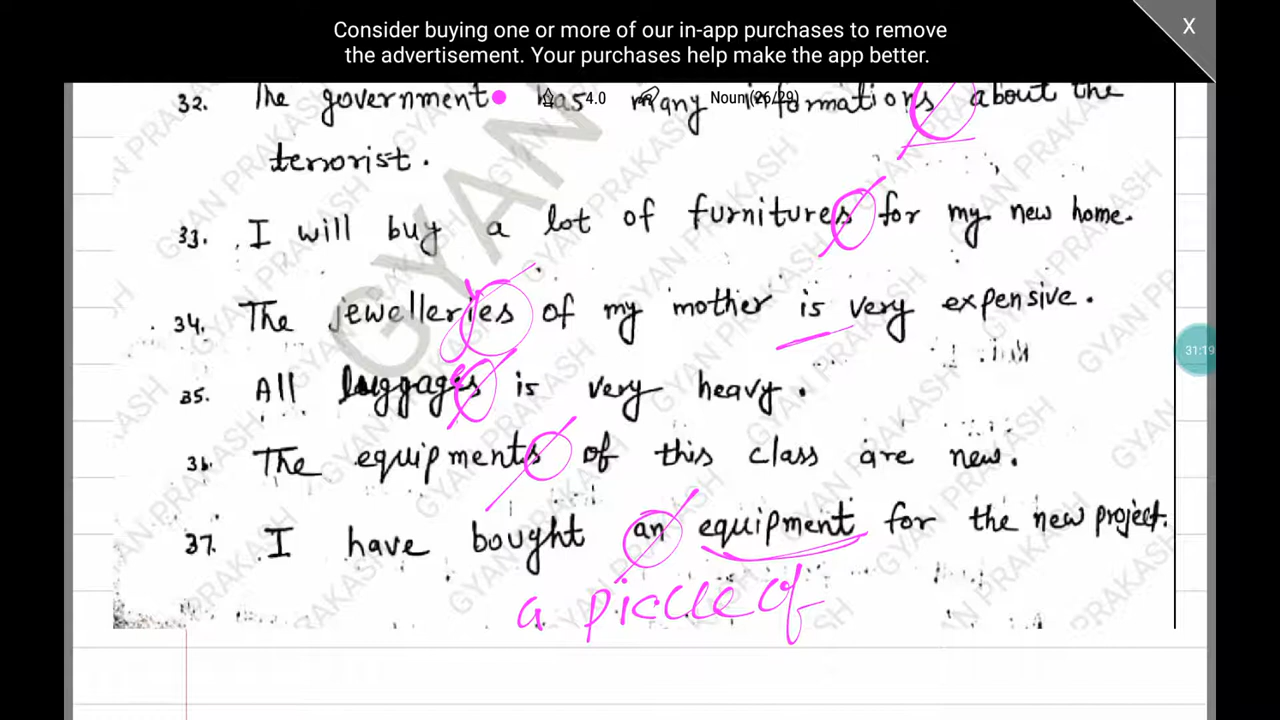 Consider buying one or more of our in-app purchases to remove
the advertisement. Your purchases help make the app better.
X
4.0
Noun (26/29)
32. The government has many informations about the
terrorist.
33. I will buy a lot of furnitures for my new home.
34. The jewelleries of my mother is very expensive.
y
35. All luggages is very heavy.
36. The equipments of this class are new.
37. I have bought an equipment for the new project.
a piece of
31:19
GYAN PRAKASH